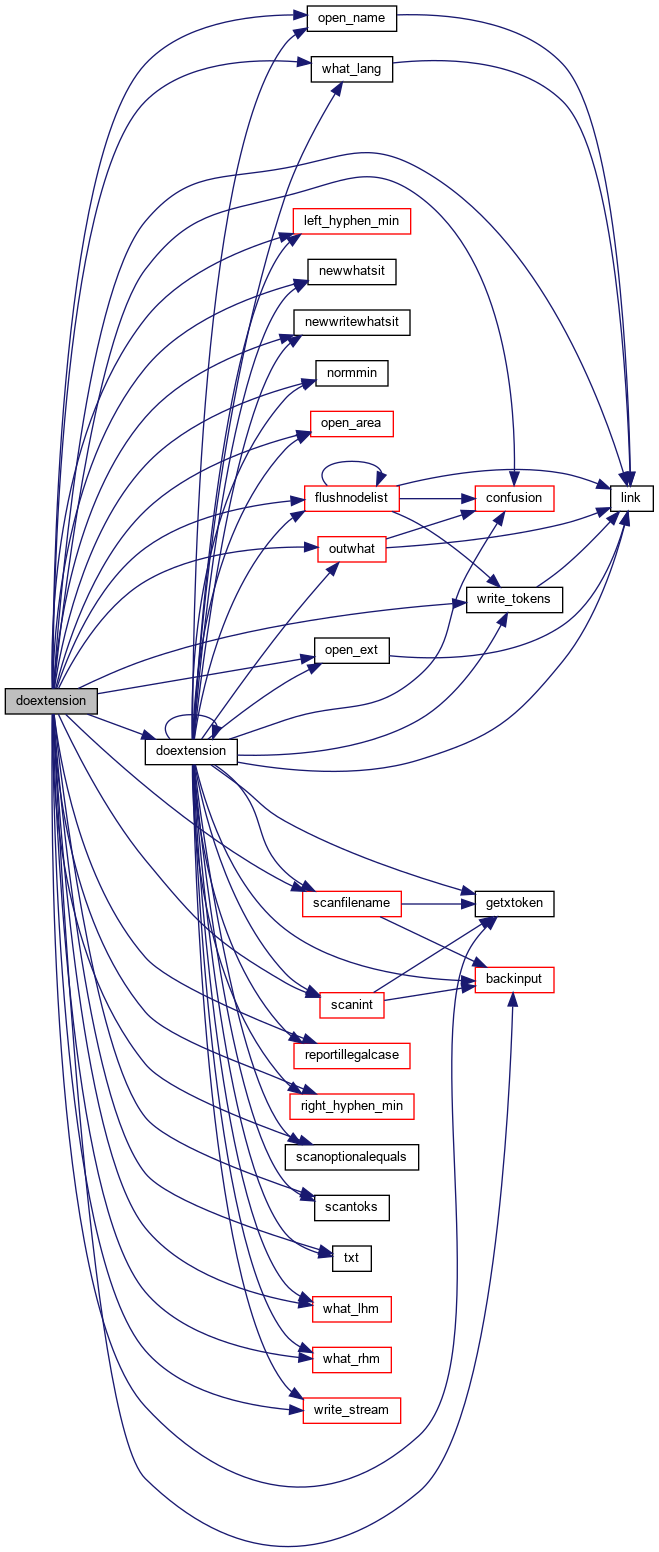 open_name
what_lang
left_hyphen_min
newwhatsit
newwritewhatsit
normmin
open_area
flushnodelist
confusion
link
outwhat
write_tokens
open_ext
doextension
doextension
scanfilename
getxtoken
backinput
scanint
reportillegalcase
right_hyphen_min
scanoptionalequals
scantoks
txt
what_lhm
what_rhm
write_stream